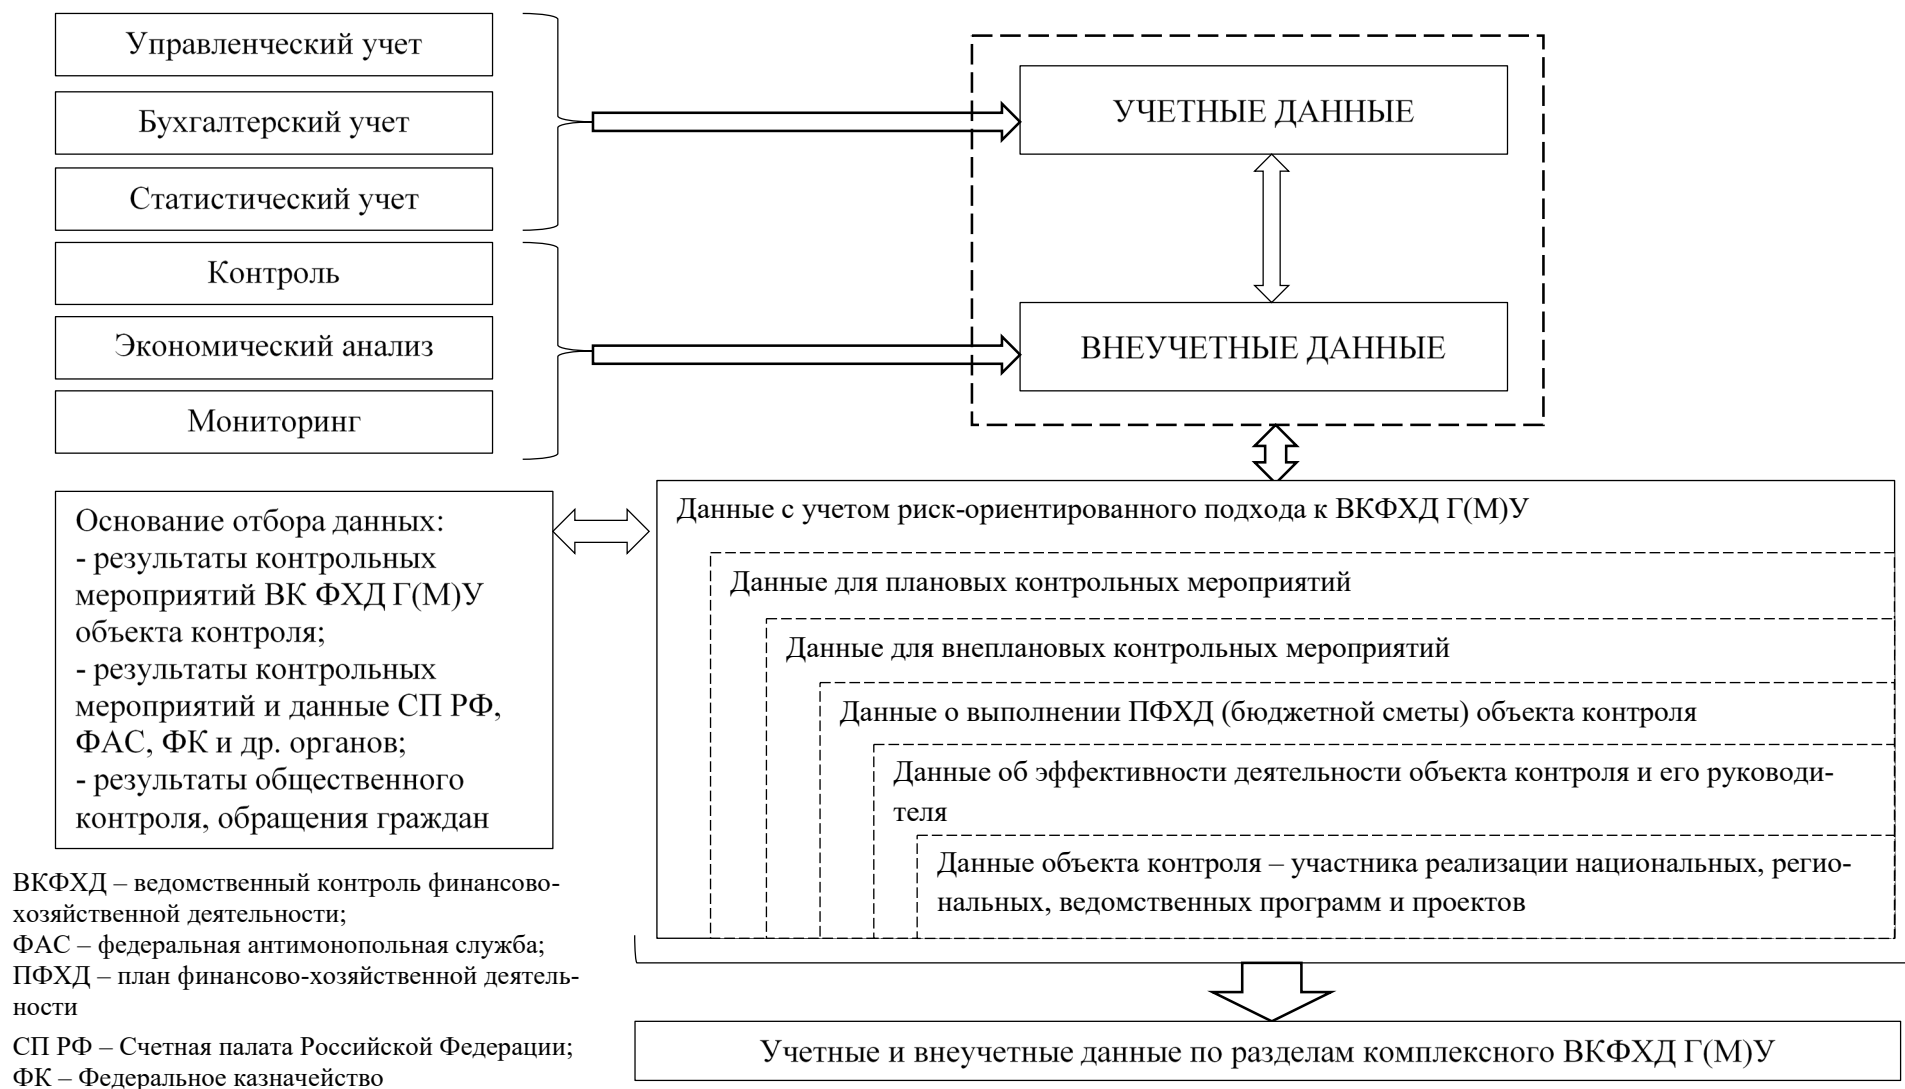 Управленческий учет
Бухгалтерский учет
Статистический учет
Контроль
Экономический анализ
Мониторинг
УЧЕТНЫЕ ДАННЫЕ
ВНЕУЧЕТНЫЕ ДАННЫЕ
Основание отбора данных:
- результаты контрольных
мероприятий ВК ФХД Г(М)У
объекта контроля;
- результаты контрольных
мероприятий и данные СП РФ,
ФАС, ФК и др. органов;
- результаты общественного
контроля, обращения граждан
Данные с учетом риск-ориентированного подхода к ВКФХД Г(М)У
Данные для плановых контрольных мероприятий
Данные для внеплановых контрольных мероприятий
Данные о выполнении ПФХД (бюджетной сметы) объекта контроля
Данные об эффективности деятельности объекта контроля и его руководи-
теля
Данные объекта контроля – участника реализации национальных, регио-
нальных, ведомственных программ и проектов
ВКФХД – ведомственный контроль финансово-
хозяйственной деятельности;
ФАС – федеральная антимонопольная служба;
ПФХД – план финансово-хозяйственной деятель-
ности
СП РФ – Счетная палата Российской Федерации;
ФК – Федеральное казначейство
Учетные и внеучетные данные по разделам комплексного ВКФХД Г(М)У